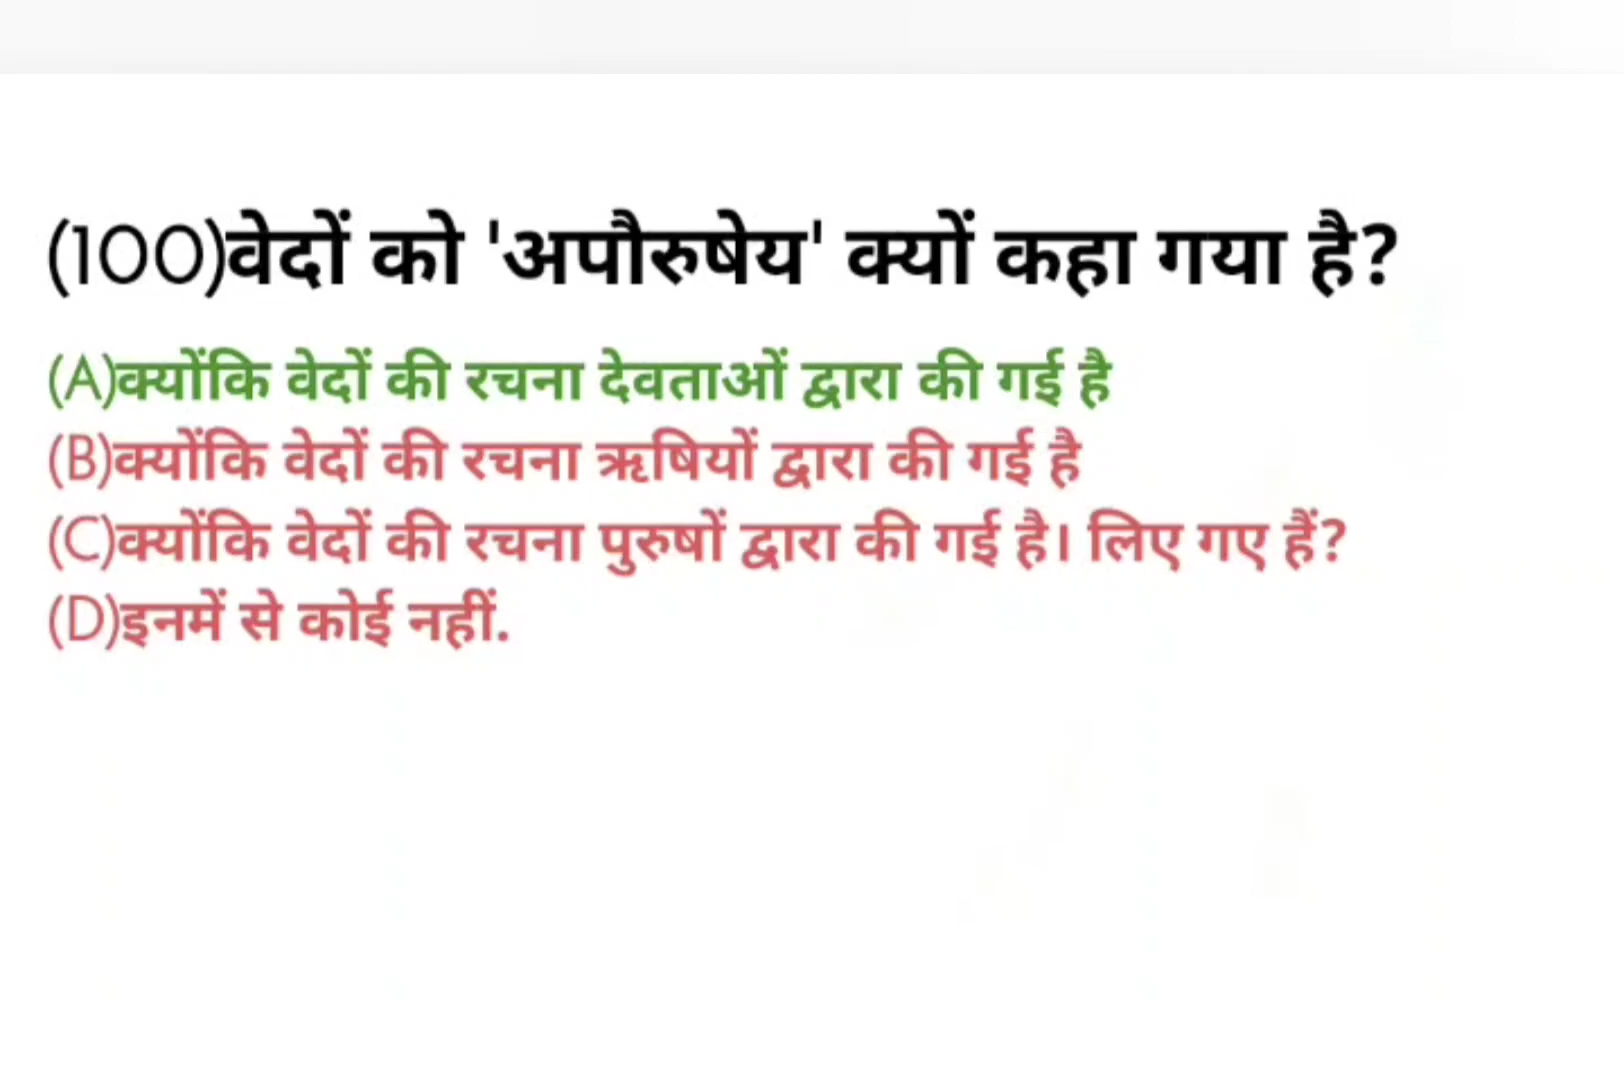 (100)वेदों को 'अपौरुषेय' क्यों कहा गया है?
(A)क्योंकि वेदों की रचना देवताओं द्वारा की गई है
(B)क्योंकि वेदों की रचना ऋषियों द्वारा की गई है
(C)क्योंकि वेदों की रचना पुरुषों द्वारा की गई है। लिए गए हैं?
(D)इनमें से कोई नहीं.